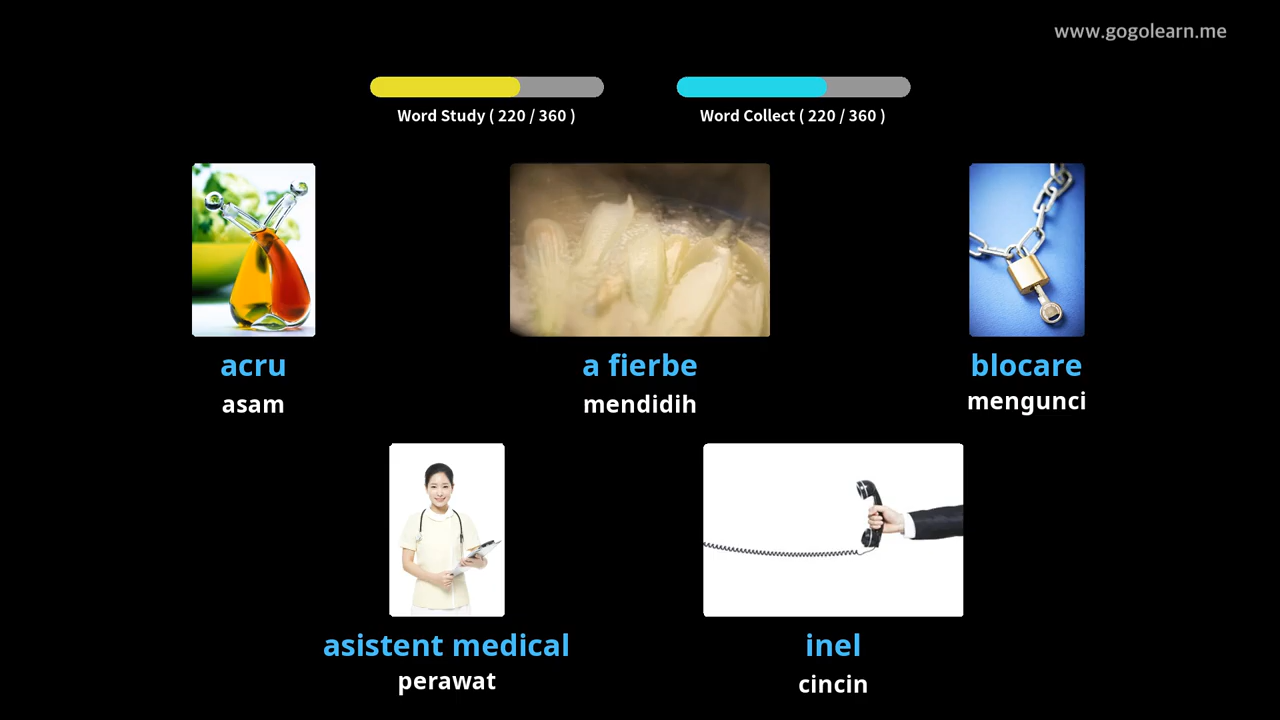 www.gogolearn.me
Word Study ( 220 / 360 )
Word Collect ( 220 / 360 )
acru
asam
a fierbe
mendidih
blocare
mengunci
asistent medical
perawat
inel
cincin